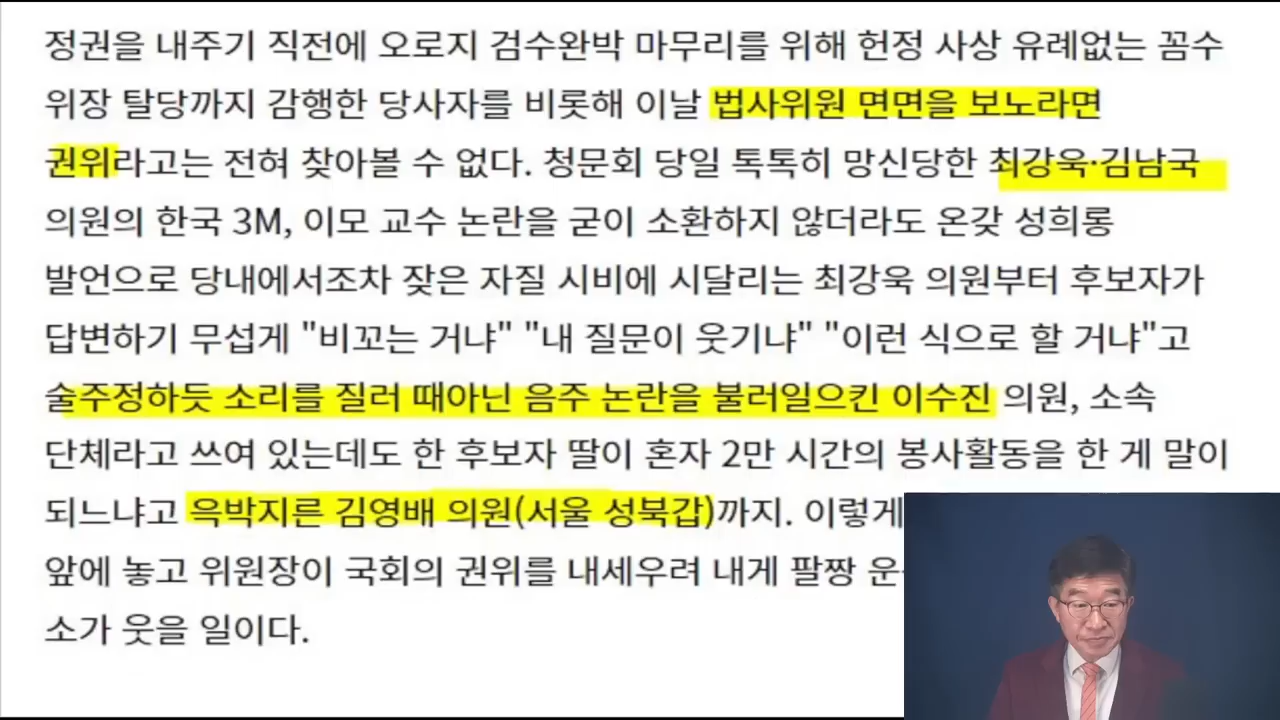 정권을 내주기 직전에 오로지 검수완박 마무리를 위해 헌정 사상 유례없는 꼼수
위장 탈당까지 감행한 당사자를 비롯해 이날 법사위원 면면을 보노라면
권위라고는 전혀 찾아볼 수 없다. 청문회 당일 톡톡히 망신당한 최강욱·김남국
의원의 한국 3M, 이모 교수 논란을 굳이 소환하지 않더라도 온갖 성희롱
발언으로 당내에서조차 잦은 자질 시비에 시달리는 최강욱 의원부터 후보자가
답변하기 무섭게 "비꼬는 거냐" "내 질문이 웃기냐" "이런 식으로 할 거냐"고
술주정하듯 소리를 질러 때아닌 음주 논란을 불러일으킨 이수진 의원, 소속
단체라고 쓰여 있는데도 한 후보자 딸이 혼자 2만 시간의 봉사활동을 한 게 말이
되느냐고 윽박지른 김영배 의원(서울 성북갑)까지. 이렇게
앞에 놓고 위원장이 국회의 권위를 내세우려 내게 팔짱
소가 웃을 일이다.